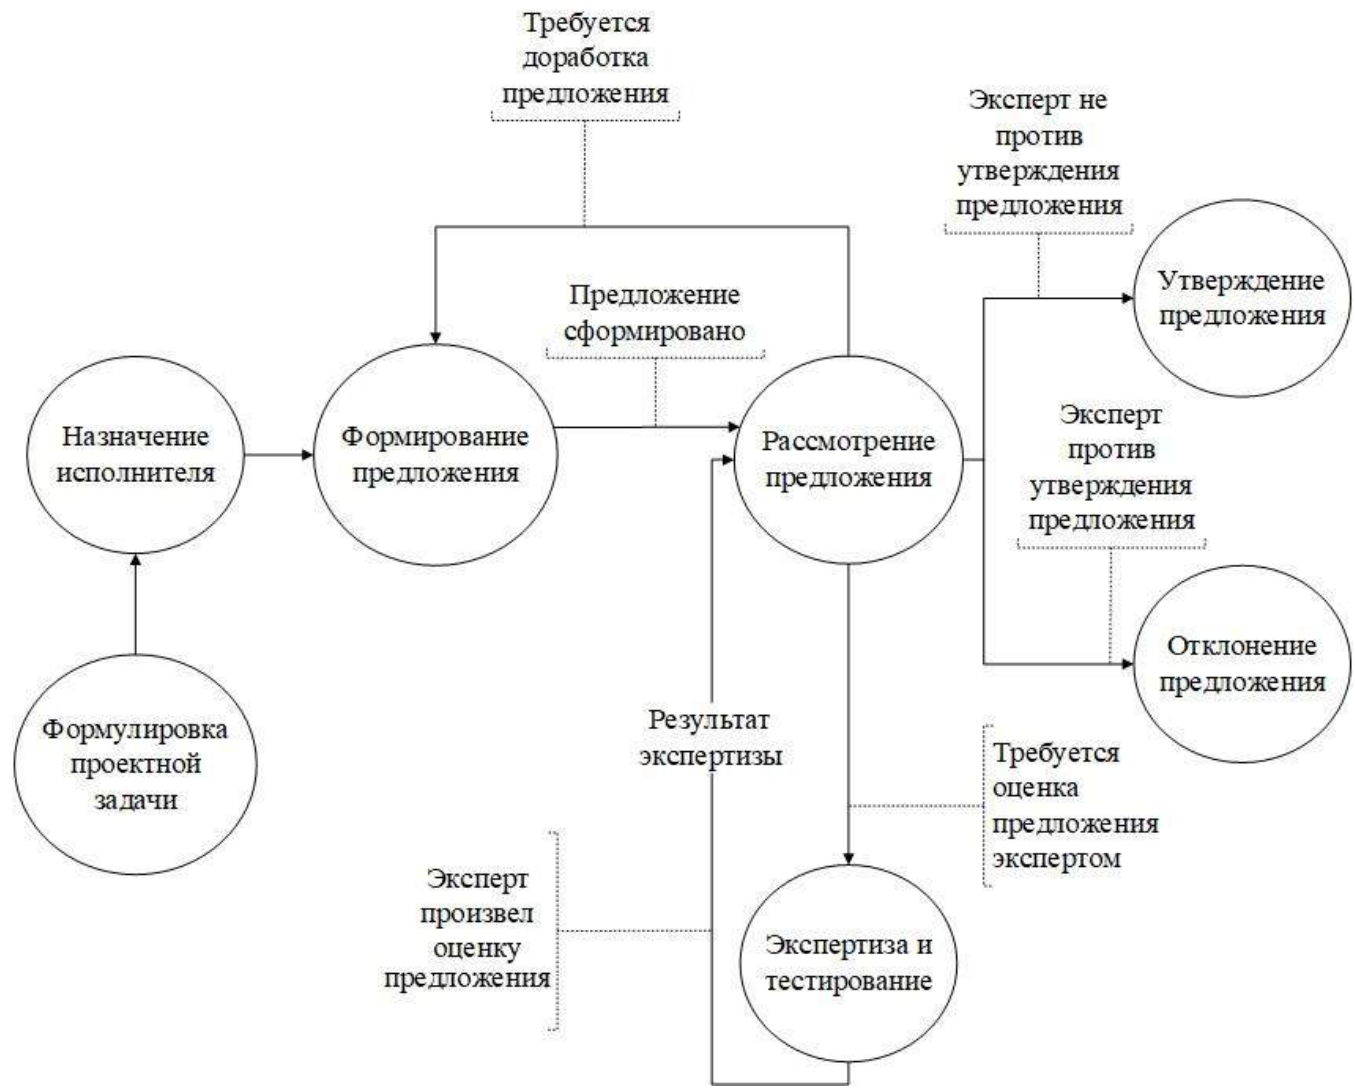 Требуется
доработка
предложения
Эксперт не
против
утверждения
предложения
Утверждение
предложения
Предложение
сформировано
Назначение
исполнителя
Формирование
предложения
Рассмотрение
предложения
Эксперт
против
утверждения
предложения
Отклонение
предложения
Формулировка
проектной
задачи
Результат
экспертизы
Требуется
оценка
предложения
экспертом
Эксперт
произвел
оценку
предложения
Экспертиза и
тестирование